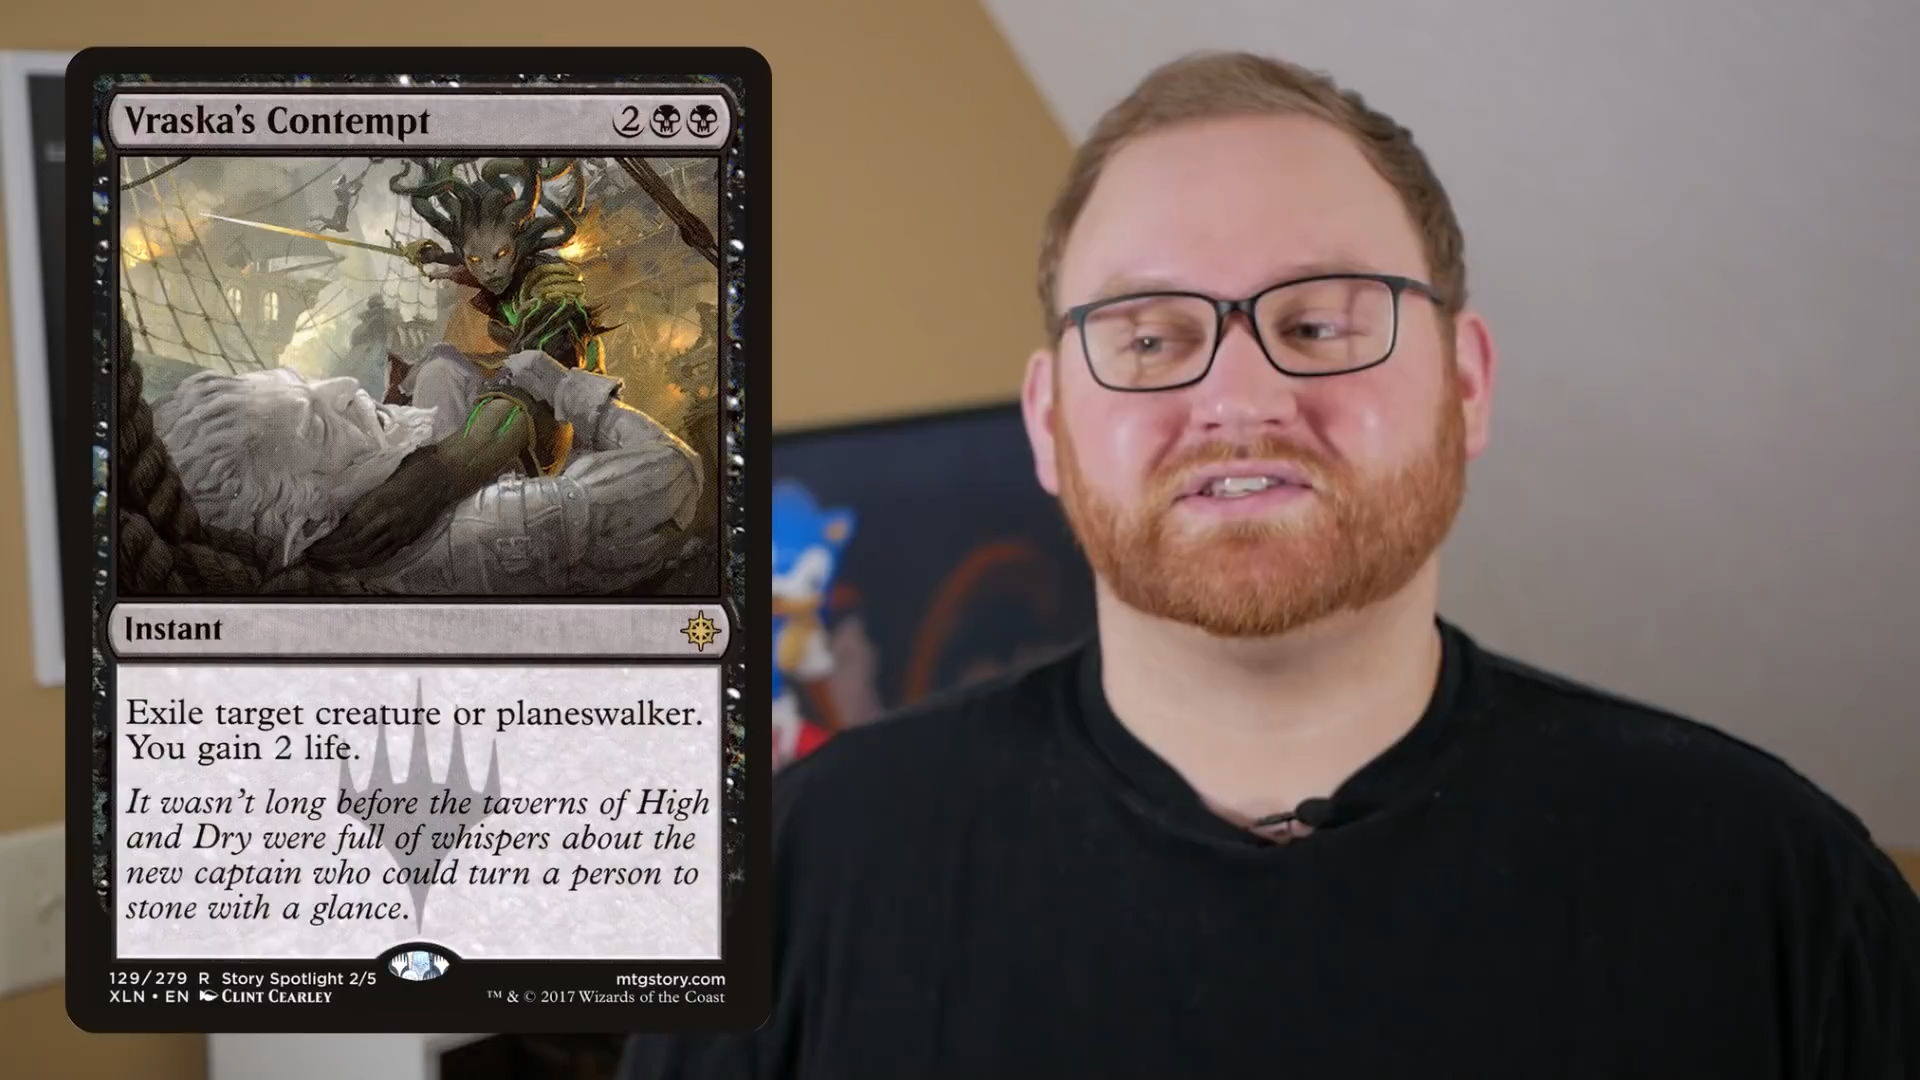 Vraska's Contempt 2
Instant
Exile target creature or planeswalker.
You gain 2 life.
It wasn't long before the taverns of High
and Dry were full of whispers about the
new captain who could turn a person to
stone with a glance.
129/279 R Story Spotlight 2/5 mtgstory.com
XLN • EN CLINT CEARLEY ™ & © 2017 Wizards of the Coast